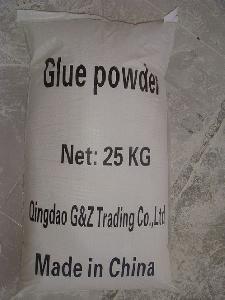 Glue powder
Net: 25 KG
Qingdao G&Z Trading Co.,Ltd
Made in China